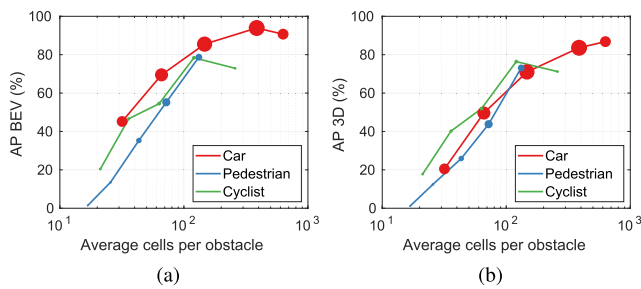 100
80
60
40
20
0
AP BEV (%)
Car
Pedestrian
Cyclist
10^1
10^2
10^3
Average cells per obstacle
(a)
100
80
60
40
20
0
AP 3D (%)
Car
Pedestrian
Cyclist
10^1
10^2
10^3
Average cells per obstacle
(b)